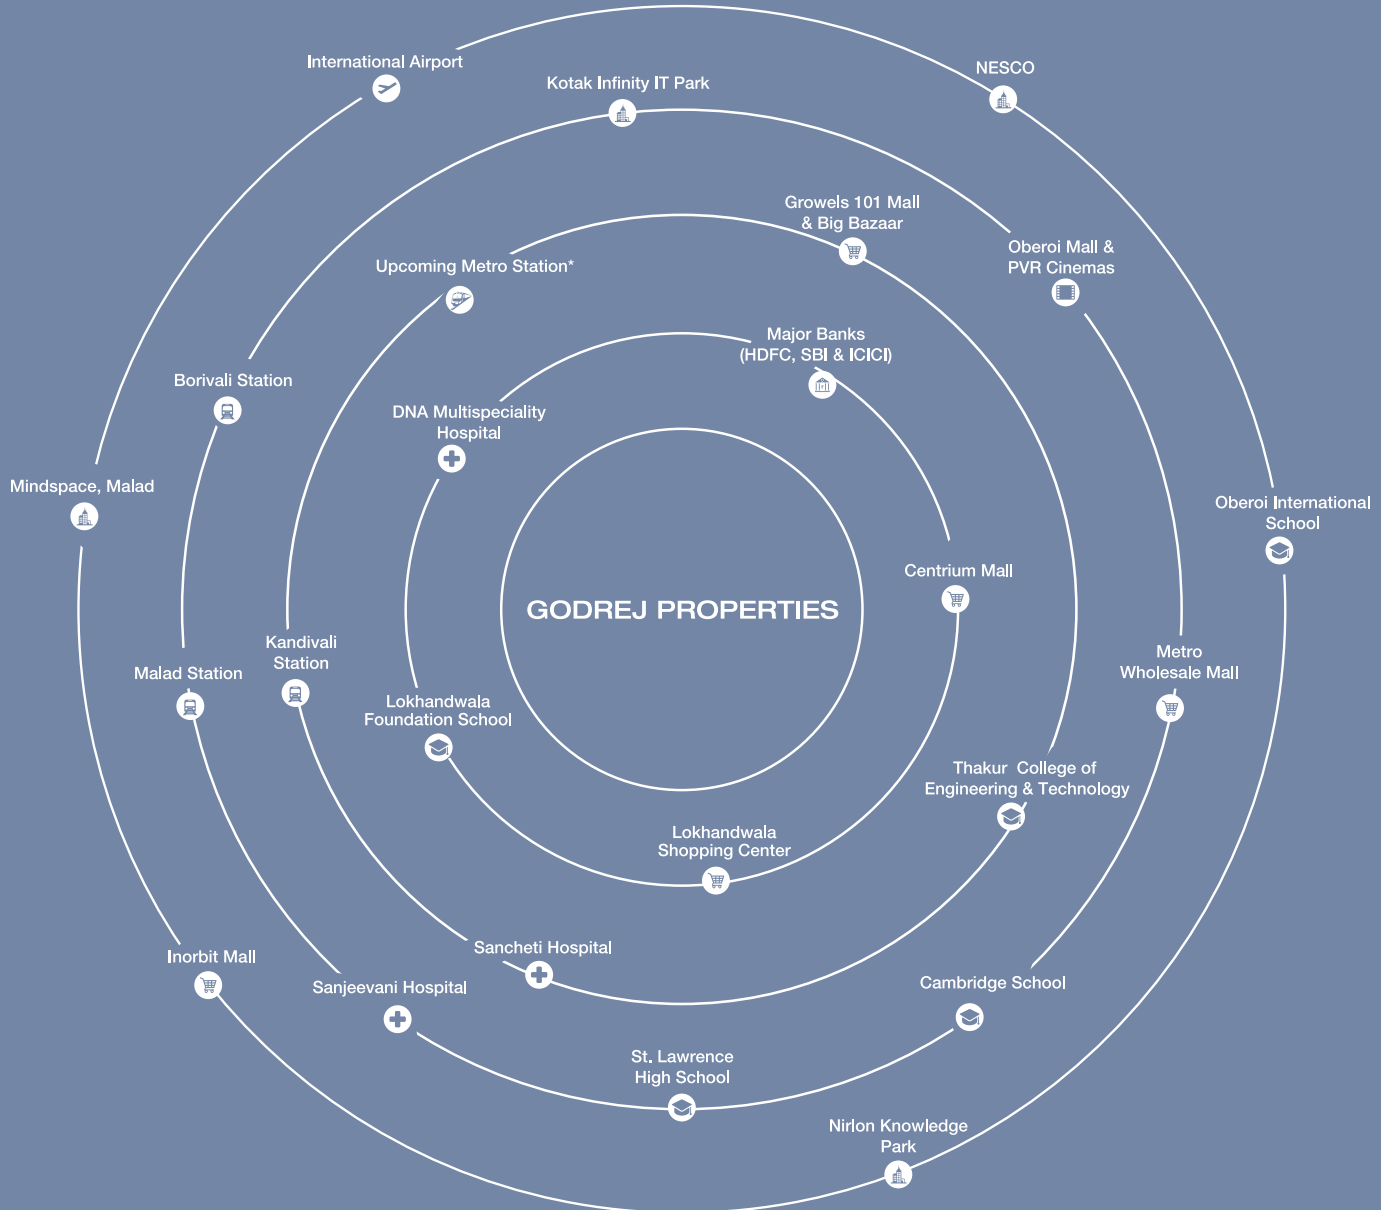 International Airport
NESCO
Kotak Infinity IT Park
Growels 101 Mall
& Big Bazaar
Oberoi Mall &
PVR Cinemas
Upcoming Metro Station*
Major Banks
(HDFC, SBI & ICICI)
Borivali Station
DNA Multispeciality
Hospital
Mindspace, Malad
Oberoi International
School
Centrium Mall
GODREJ PROPERTIES
Kandivali
Station
Metro
Wholesale Mall
Malad Station
Lokhandwala
Foundation School
Thakur College of
Engineering & Technology
Lokhandwala
Shopping Center
Sancheti Hospital
Inorbit Mall
Sanjeevani Hospital
Cambridge School
St. Lawrence
High School
Nirlon Knowledge
Park